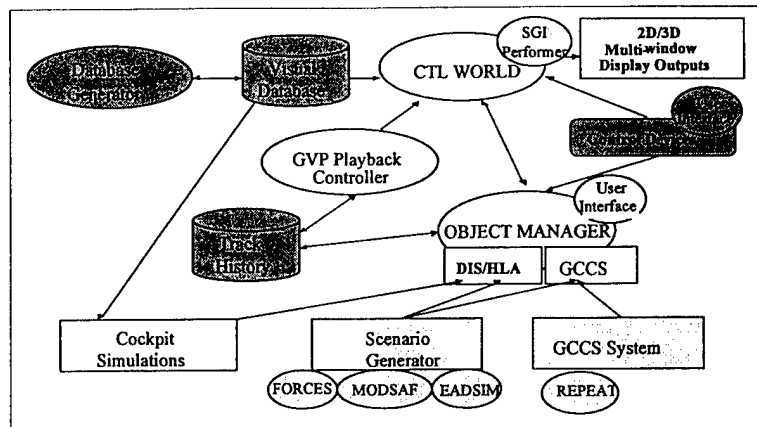 SGI
Performer
2D/3D
Multi-window
Display Outputs
Database
Generator
Visual
Database
CTL WORLD
GVP Playback
Controller
User
Interface
Track
History
OBJECT MANAGER
DIS/HLA
GCCS
Cockpit
Simulations
Scenario
Generator
GCCS System
FORCES
MODSAF
EADSIM
REPEAT